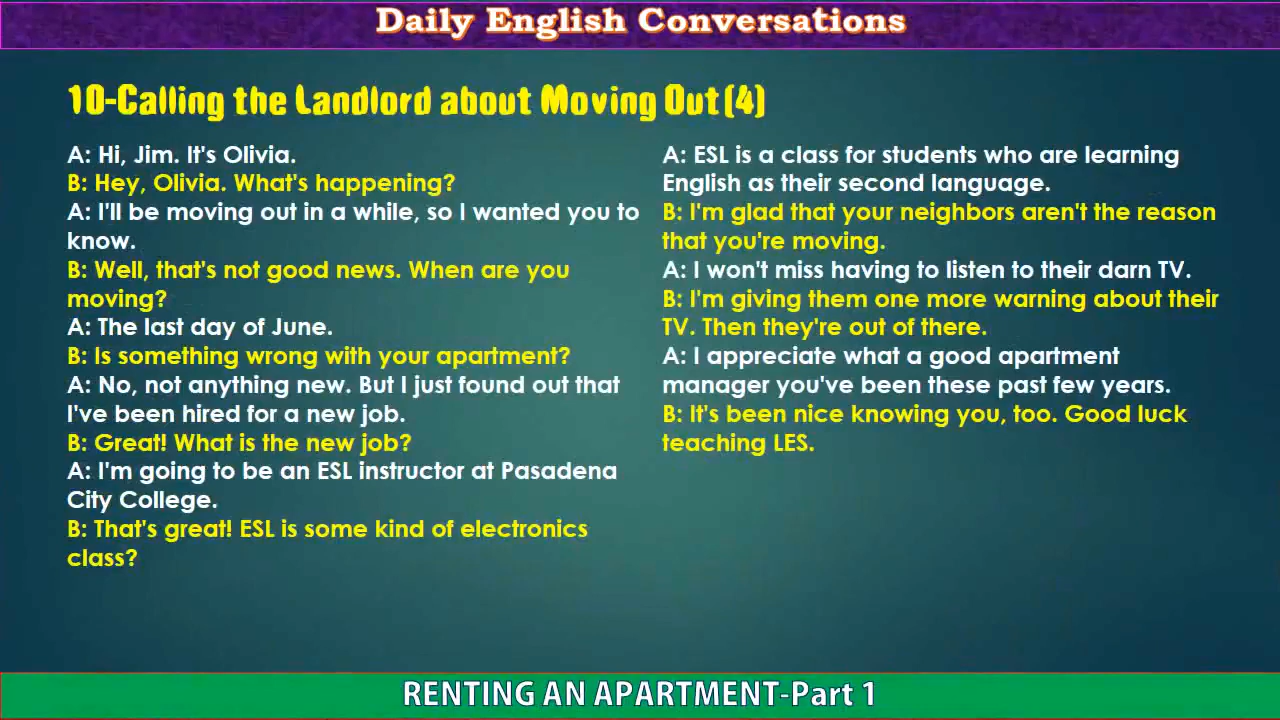 Daily English Conversations
10-Calling the Landlord about Moving Out(4)
A: Hi, Jim. It's Olivia.
B: Hey, Olivia. What's happening?
A: I'll be moving out in a while, so I wanted you to
know.
B: Well, that's not good news. When are you
moving?
A: The last day of June.
B: Is something wrong with your apartment?
A: No, not anything new. But I just found out that
I've been hired for a new job.
B: Great! What is the new job?
A: I'm going to be an ESL instructor at Pasadena
City College.
B: That's great! ESL is some kind of electronics
class?
A: ESL is a class for students who are learning
English as their second language.
B: I'm glad that your neighbors aren't the reason
that you're moving.
A: I won't miss having to listen to their darn TV.
B: I'm giving them one more warning about their
TV. Then they're out of there.
A: I appreciate what a good apartment
manager you've been these past few years.
B: It's been nice knowing you, too. Good luck
teaching LES.
RENTING AN APARTMENT-Part 1